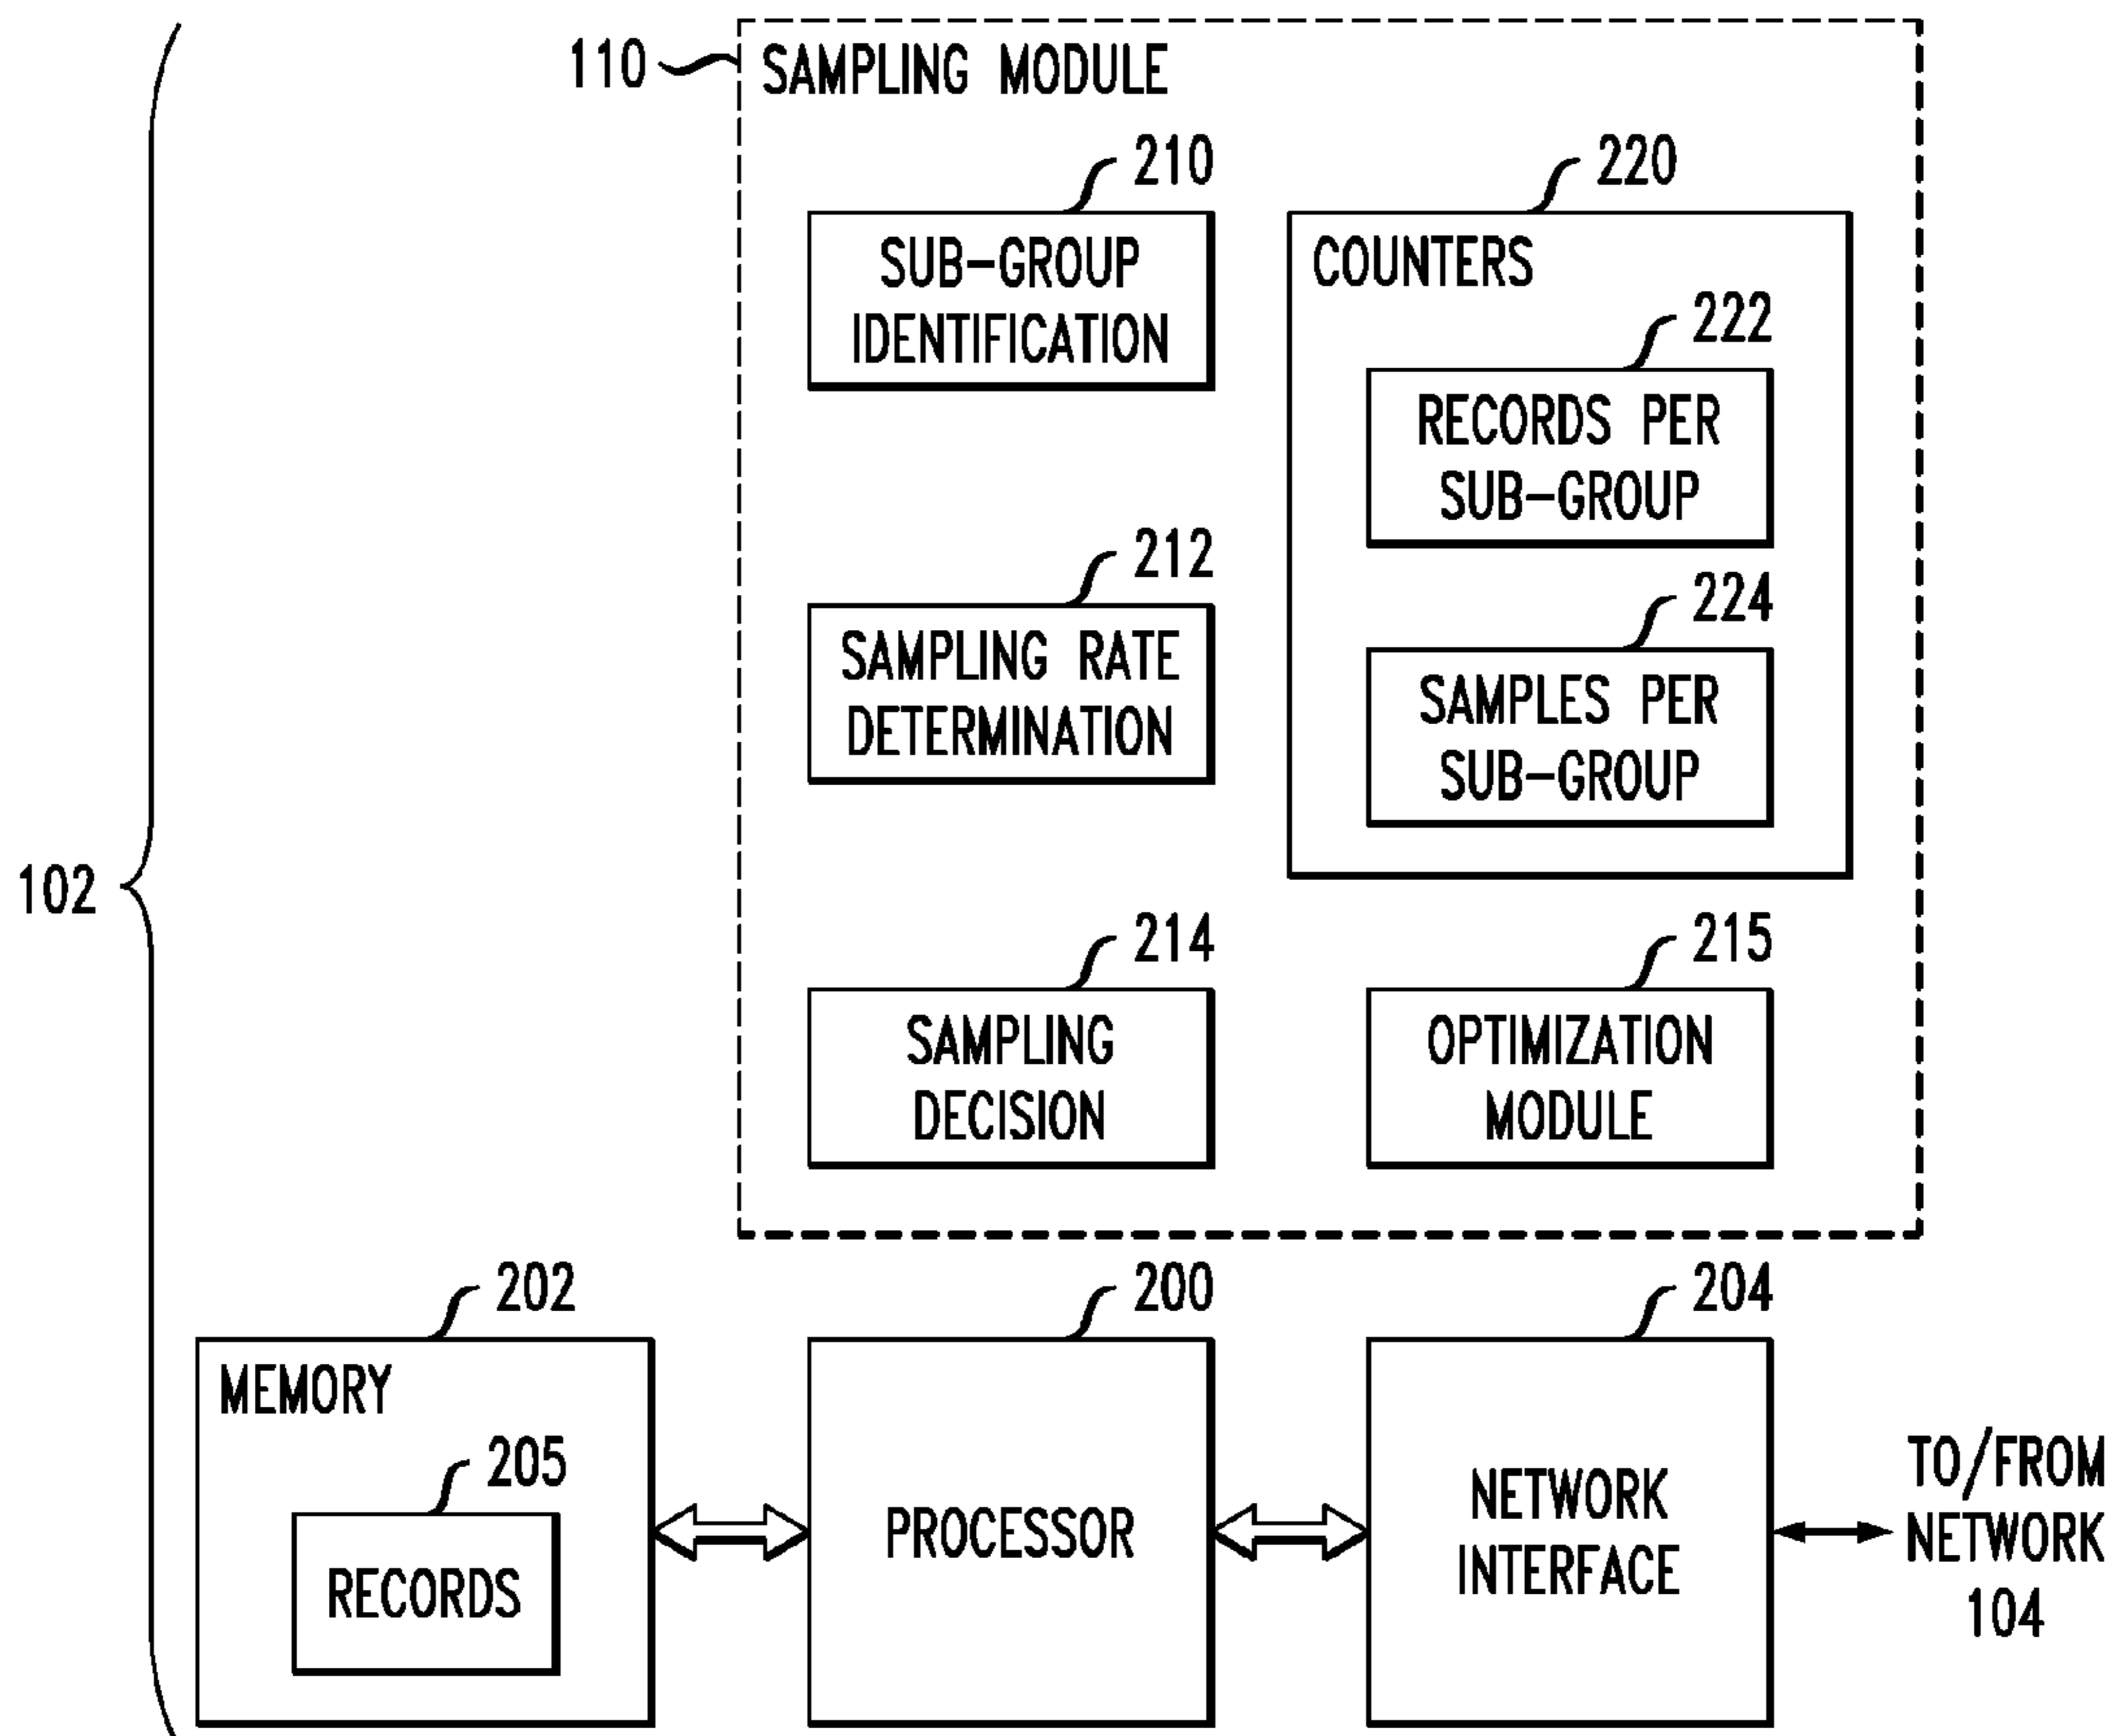 110
SAMPLING MODULE
210
220
SUB-GROUP
IDENTIFICATION
COUNTERS
222
RECORDS PER
SUB-GROUP
212
SAMPLING RATE
DETERMINATION
224
SAMPLES PER
SUB-GROUP
102
214
215
SAMPLING
DECISION
OPTIMIZATION
MODULE
202
200
204
MEMORY
205
RECORDS
PROCESSOR
NETWORK
INTERFACE
TO/FROM
NETWORK
104